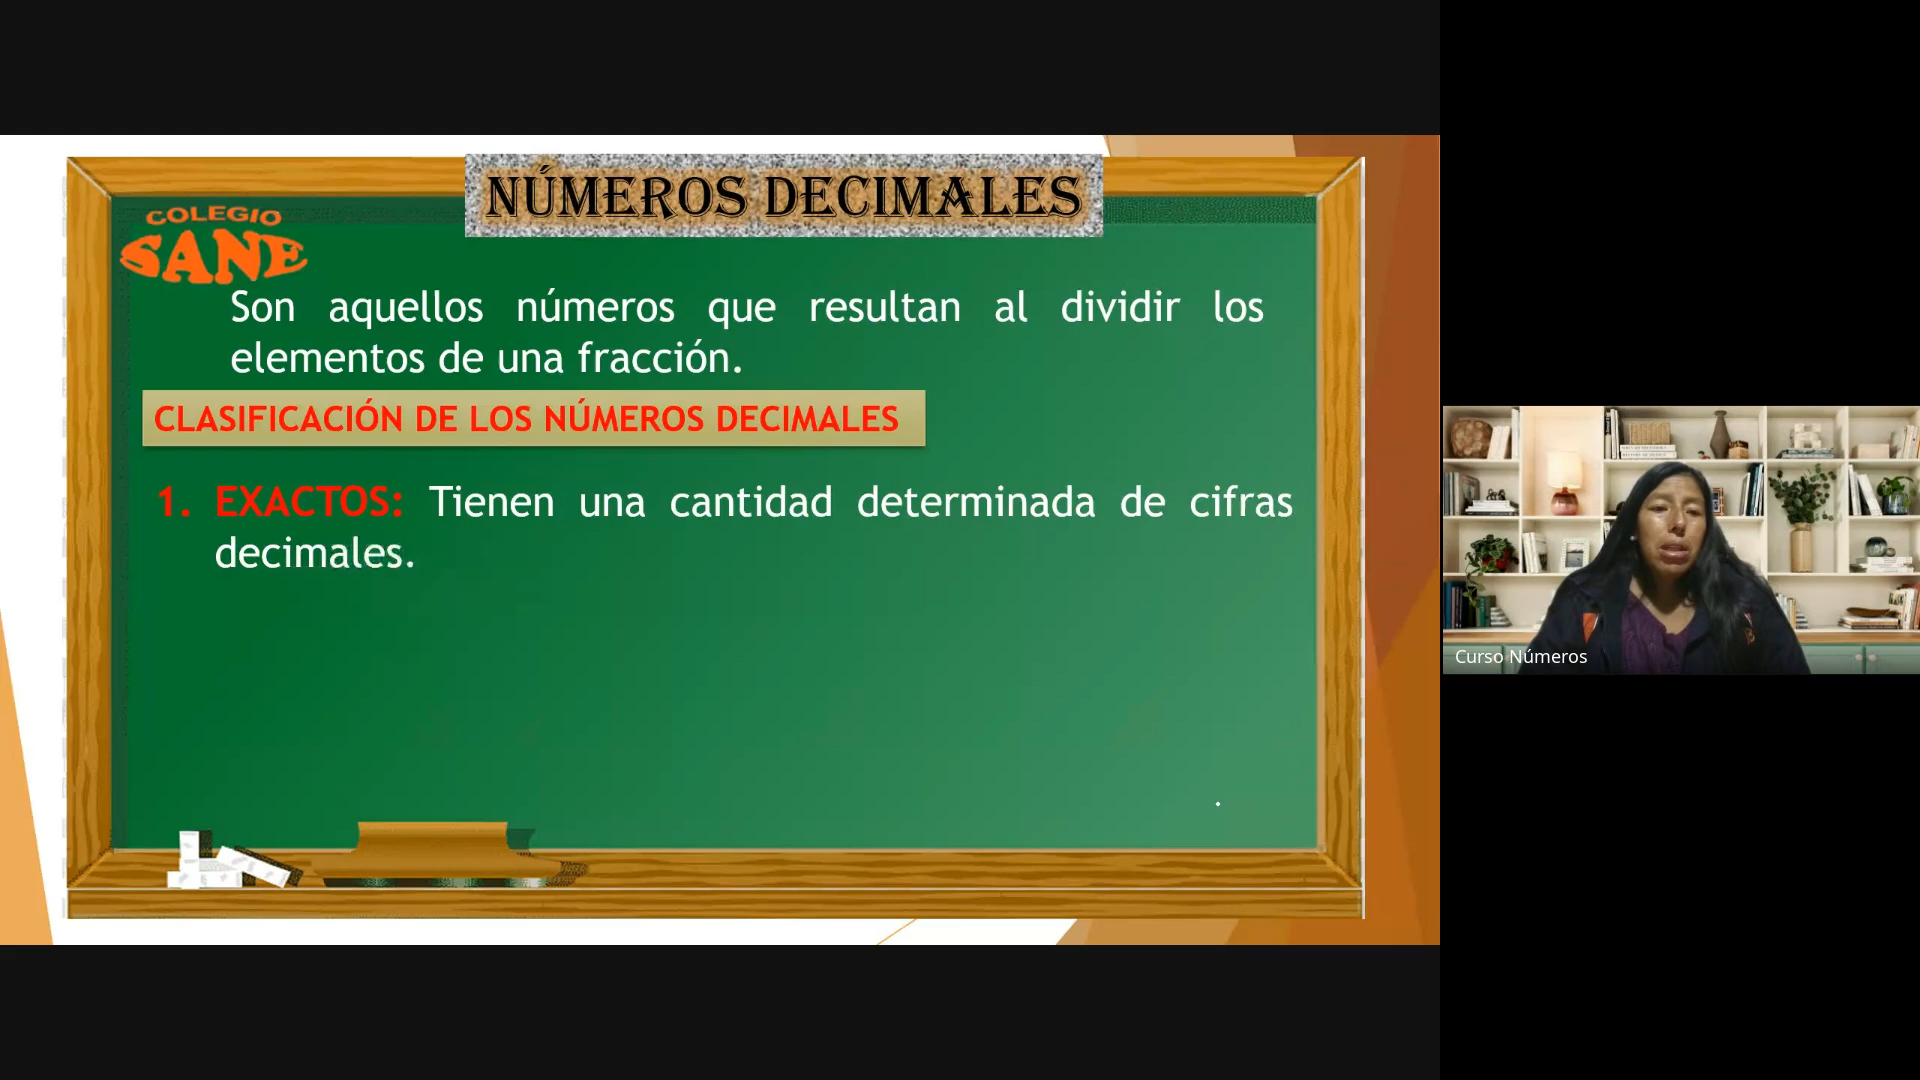 NÚMEROS DECIMALES
COLEGIO
SANE
Son aquellos números que resultan al dividir los
elementos de una fracción.
CLASIFICACIÓN DE LOS NÚMEROS DECIMALES
1. EXACTOS: Tienen una cantidad determinada de cifras
decimales.
Curso Números